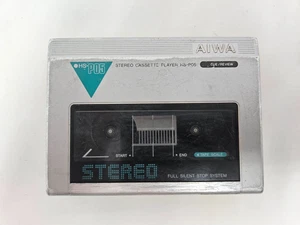 AIWA
HS-P05
STEREO CASSETTE PLAYER HS-P05
CUE/REVIEW
START
END
STEREO
FULL SILENT STOP SYSTEM